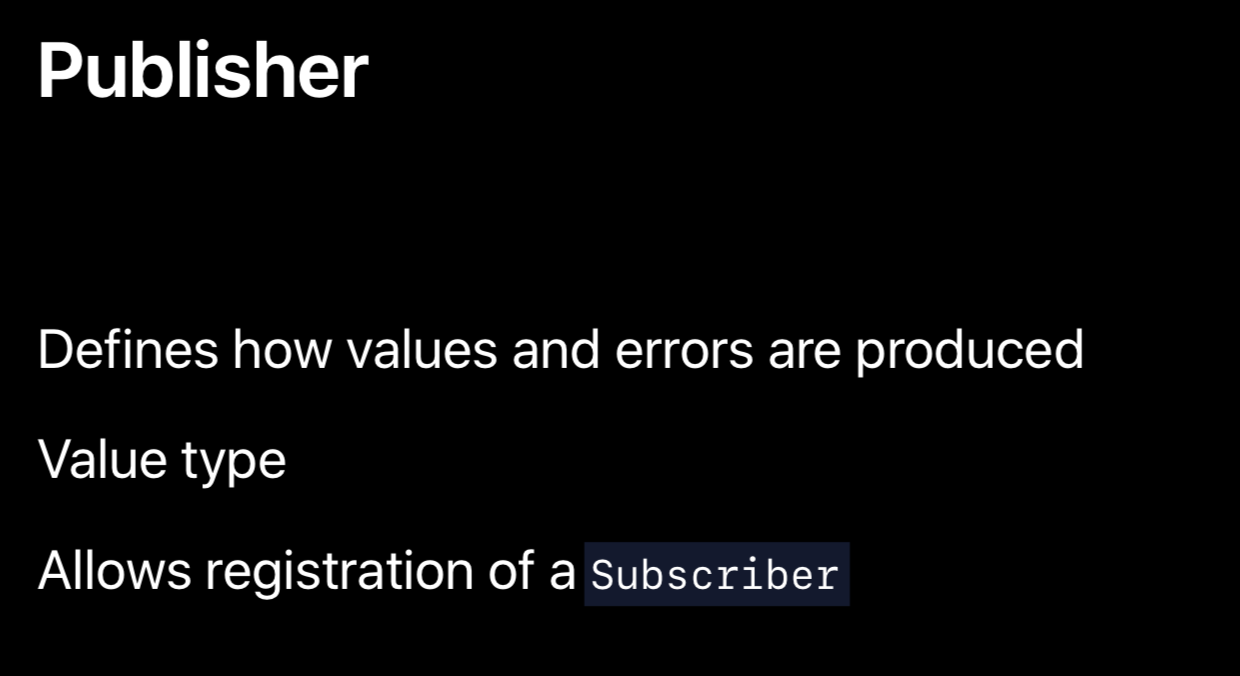 Publisher
Defines how values and errors are produced
Value type
Allows registration of a Subscriber